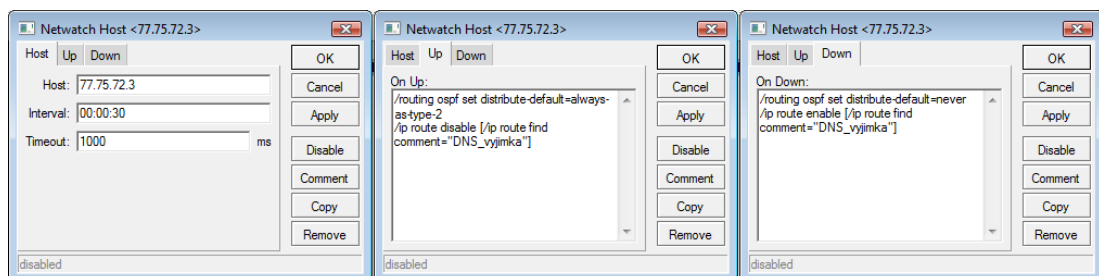 Netwatch Host <77.75.72.3>
Host Up Down
Host: 77.75.72.3
Interval: 00:00:30
Timeout: 1000 ms
OK
Cancel
Apply
Disable
Comment
Copy
Remove
disabled
Netwatch Host <77.75.72.3>
Host Up Down
On Up:
/routing ospf set distribute-default=always-
as-type-2
/ip route disable [/ip route find
comment="DNS_vyjimka"]
OK
Cancel
Apply
Disable
Comment
Copy
Remove
disabled
Netwatch Host <77.75.72.3>
Host Up Down
On Down:
/routing ospf set distribute-default=never
/ip route enable [/ip route find
comment="DNS_vyjimka"]
OK
Cancel
Apply
Disable
Comment
Copy
Remove
disabled